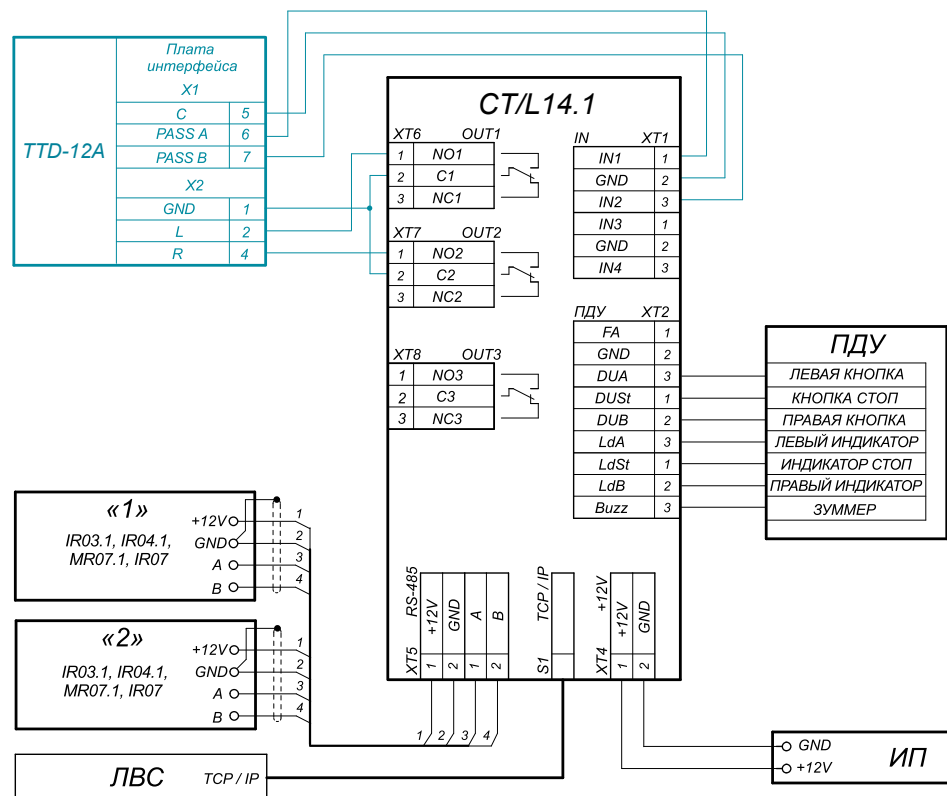 TTD-12A
Плата
интерфейса
X1
C 5
PASS A 6
PASS B 7
X2
GND 1
L 2
R 4
CT/L14.1
XT6 OUT1
1 NO1
2 C1
3 NC1
XT7 OUT2
1 NO2
2 C2
3 NC2
XT8 OUT3
1 NO3
2 C3
3 NC3
IN XT1
IN1 1
GND 2
IN2 3
IN3 1
GND 2
IN4 3
ПДУ XT2
FA 1
GND 2
DUA 3
DUSt 1
DUB 2
LdA 3
LdSt 1
LdB 2
Buzz 3
ПДУ
ЛЕВАЯ КНОПКА
КНОПКА СТОП
ПРАВАЯ КНОПКА
ЛЕВЫЙ ИНДИКАТОР
ИНДИКАТОР СТОП
ПРАВЫЙ ИНДИКАТОР
ЗУММЕР
«1»
IR03.1, IR04.1,
MR07.1, IR07
+12V 1
GND 2
A 3
B 4
«2»
IR03.1, IR04.1,
MR07.1, IR07
+12V 1
GND 2
A 3
B 4
XT5 RS-485
1 +12V
2 GND
1 A
2 B
1 2 3 4
S1 TCP / IP
XT4 +12V
1 +12V
2 GND
ЛВС TCP / IP
ИП
GND
+12V